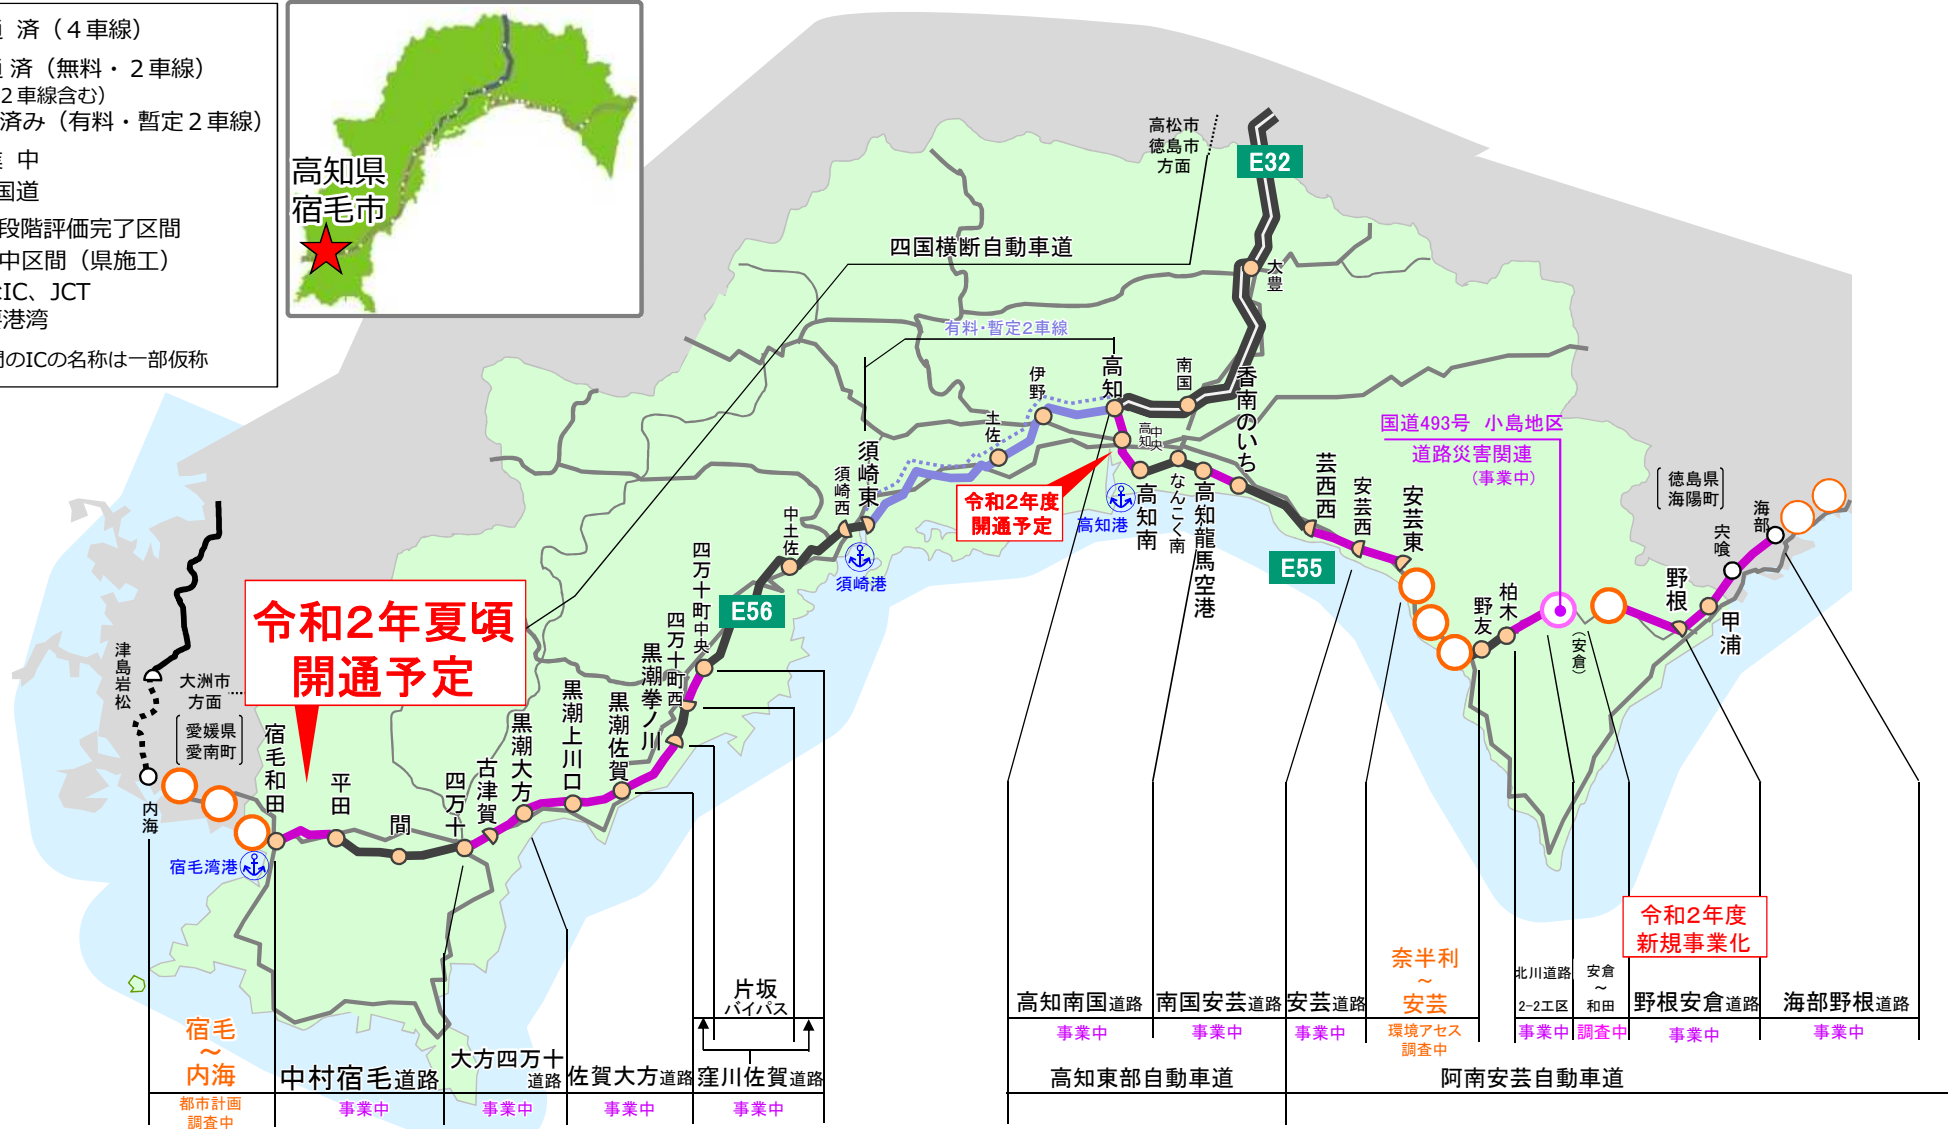 済（４車線）
済（無料・２車線）
２車線含む）
済み（有料・暫定２車線）
中
国道
段階評価完了区間
中区間（県施工）
IC、JCT
港湾
のICの名称は一部仮称
高知県
宿毛市
高松市
徳島市
方面
E32
四国横断自動車道
大豊
有料・暫定2車線
高知
南国
伊野
土佐
香南のいち
高知中央
国道493号 小島地区
道路災害関連
（事業中）
徳島県
海陽町
須崎東
須崎西
中土佐
令和2年度
開通予定
高知港
高知南
なんこく南
高知龍馬空港
芸西西
安芸西
安芸東
海部
宍喰
野根
甲浦
E55
柏木
野友
（安倉）
須崎港
四万十町中央
E56
四万十町西
黒潮拳ノ川
令和2年夏頃
開通予定
津島岩松
大洲市
方面
愛媛県
愛南町
宿毛和田
平田
間
四万十
古津賀
黒潮大方
黒潮上川口
黒潮佐賀
内海
宿毛湾港
令和2年度
新規事業化
片坂
バイパス
高知南国道路
事業中
南国安芸道路
事業中
安芸道路
事業中
奈半利
～
安芸
環境アセス
調査中
北川道路
2-2工区
事業中
安倉
～
和田
調査中
野根安倉道路
事業中
海部野根道路
事業中
宿毛
～
内海
都市計画
調査中
中村宿毛道路
事業中
大方四万十
道路
事業中
佐賀大方道路
事業中
窪川佐賀道路
事業中
高知東部自動車道
阿南安芸自動車道